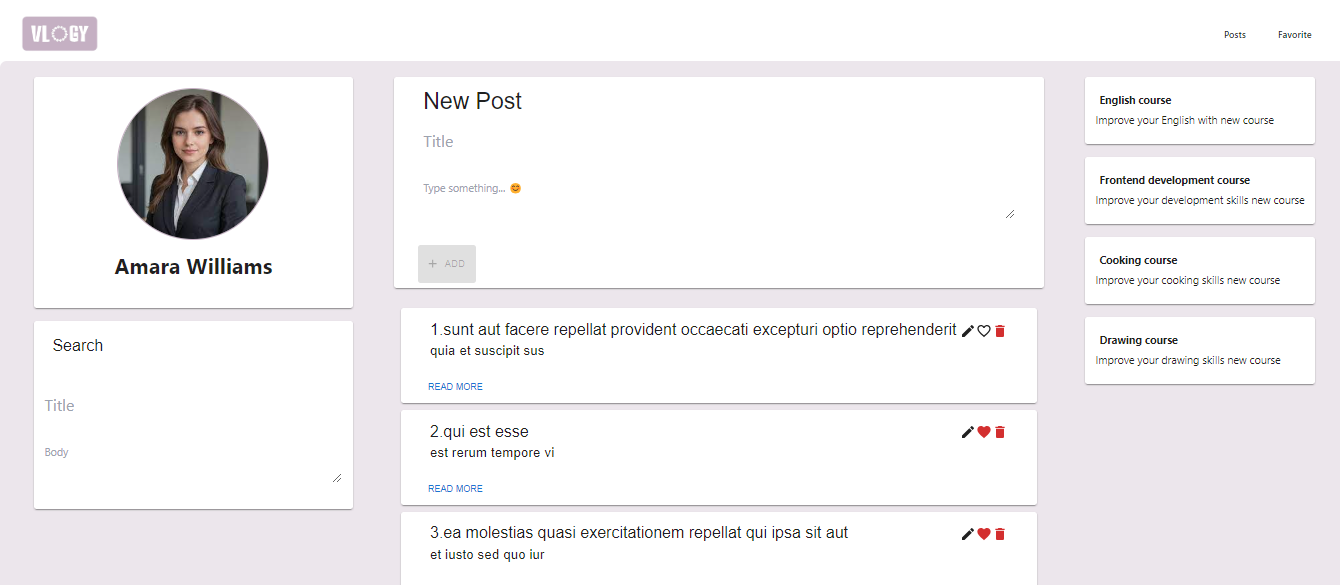 VLOGY
Posts
Favorite
Amara Williams
Search
Title
Body
New Post
Title
Type something... 😊
+ ADD
1.sunt aut facere repellat provident occaecati excepturi optio reprehenderit
quia et suscipit sus
READ MORE
2.qui est esse
est rerum tempore vi
READ MORE
3.ea molestias quasi exercitationem repellat qui ipsa sit aut
et iusto sed quo iur
English course
Improve your English with new course
Frontend development course
Improve your development skills new course
Cooking course
Improve your cooking skills new course
Drawing course
Improve your drawing skills new course